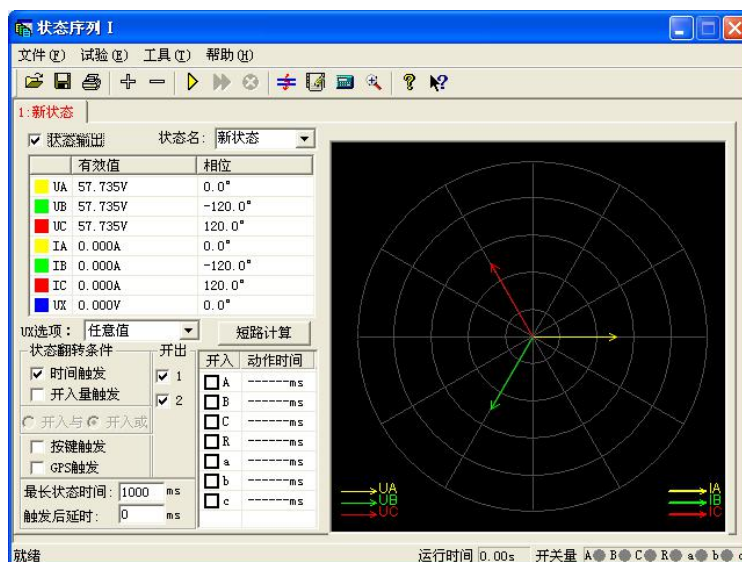 状态序列 I
文件(F) 试验(E) 工具(T) 帮助(H)
1:新状态
状态输出 状态名: 新状态
有效值 相位
UA 57.735V 0.0°
UB 57.735V -120.0°
UC 57.735V 120.0°
IA 0.000A 0.0°
IB 0.000A -120.0°
IC 0.000A 120.0°
UX 0.000V 0.0°
UX选项: 任意值 短路计算
状态翻转条件 开出 开入 动作时间
时间触发 1 A ------ms
开入量触发 2 B ------ms
开入与 开入或 C ------ms
R ------ms
按键触发 a ------ms
GPS触发 b ------ms
最长状态时间: 1000 ms c ------ms
触发后延时: 0 ms
UA IA
UB IB
UC IC
就绪 运行时间 0.00s 开关量 A B C R a b c